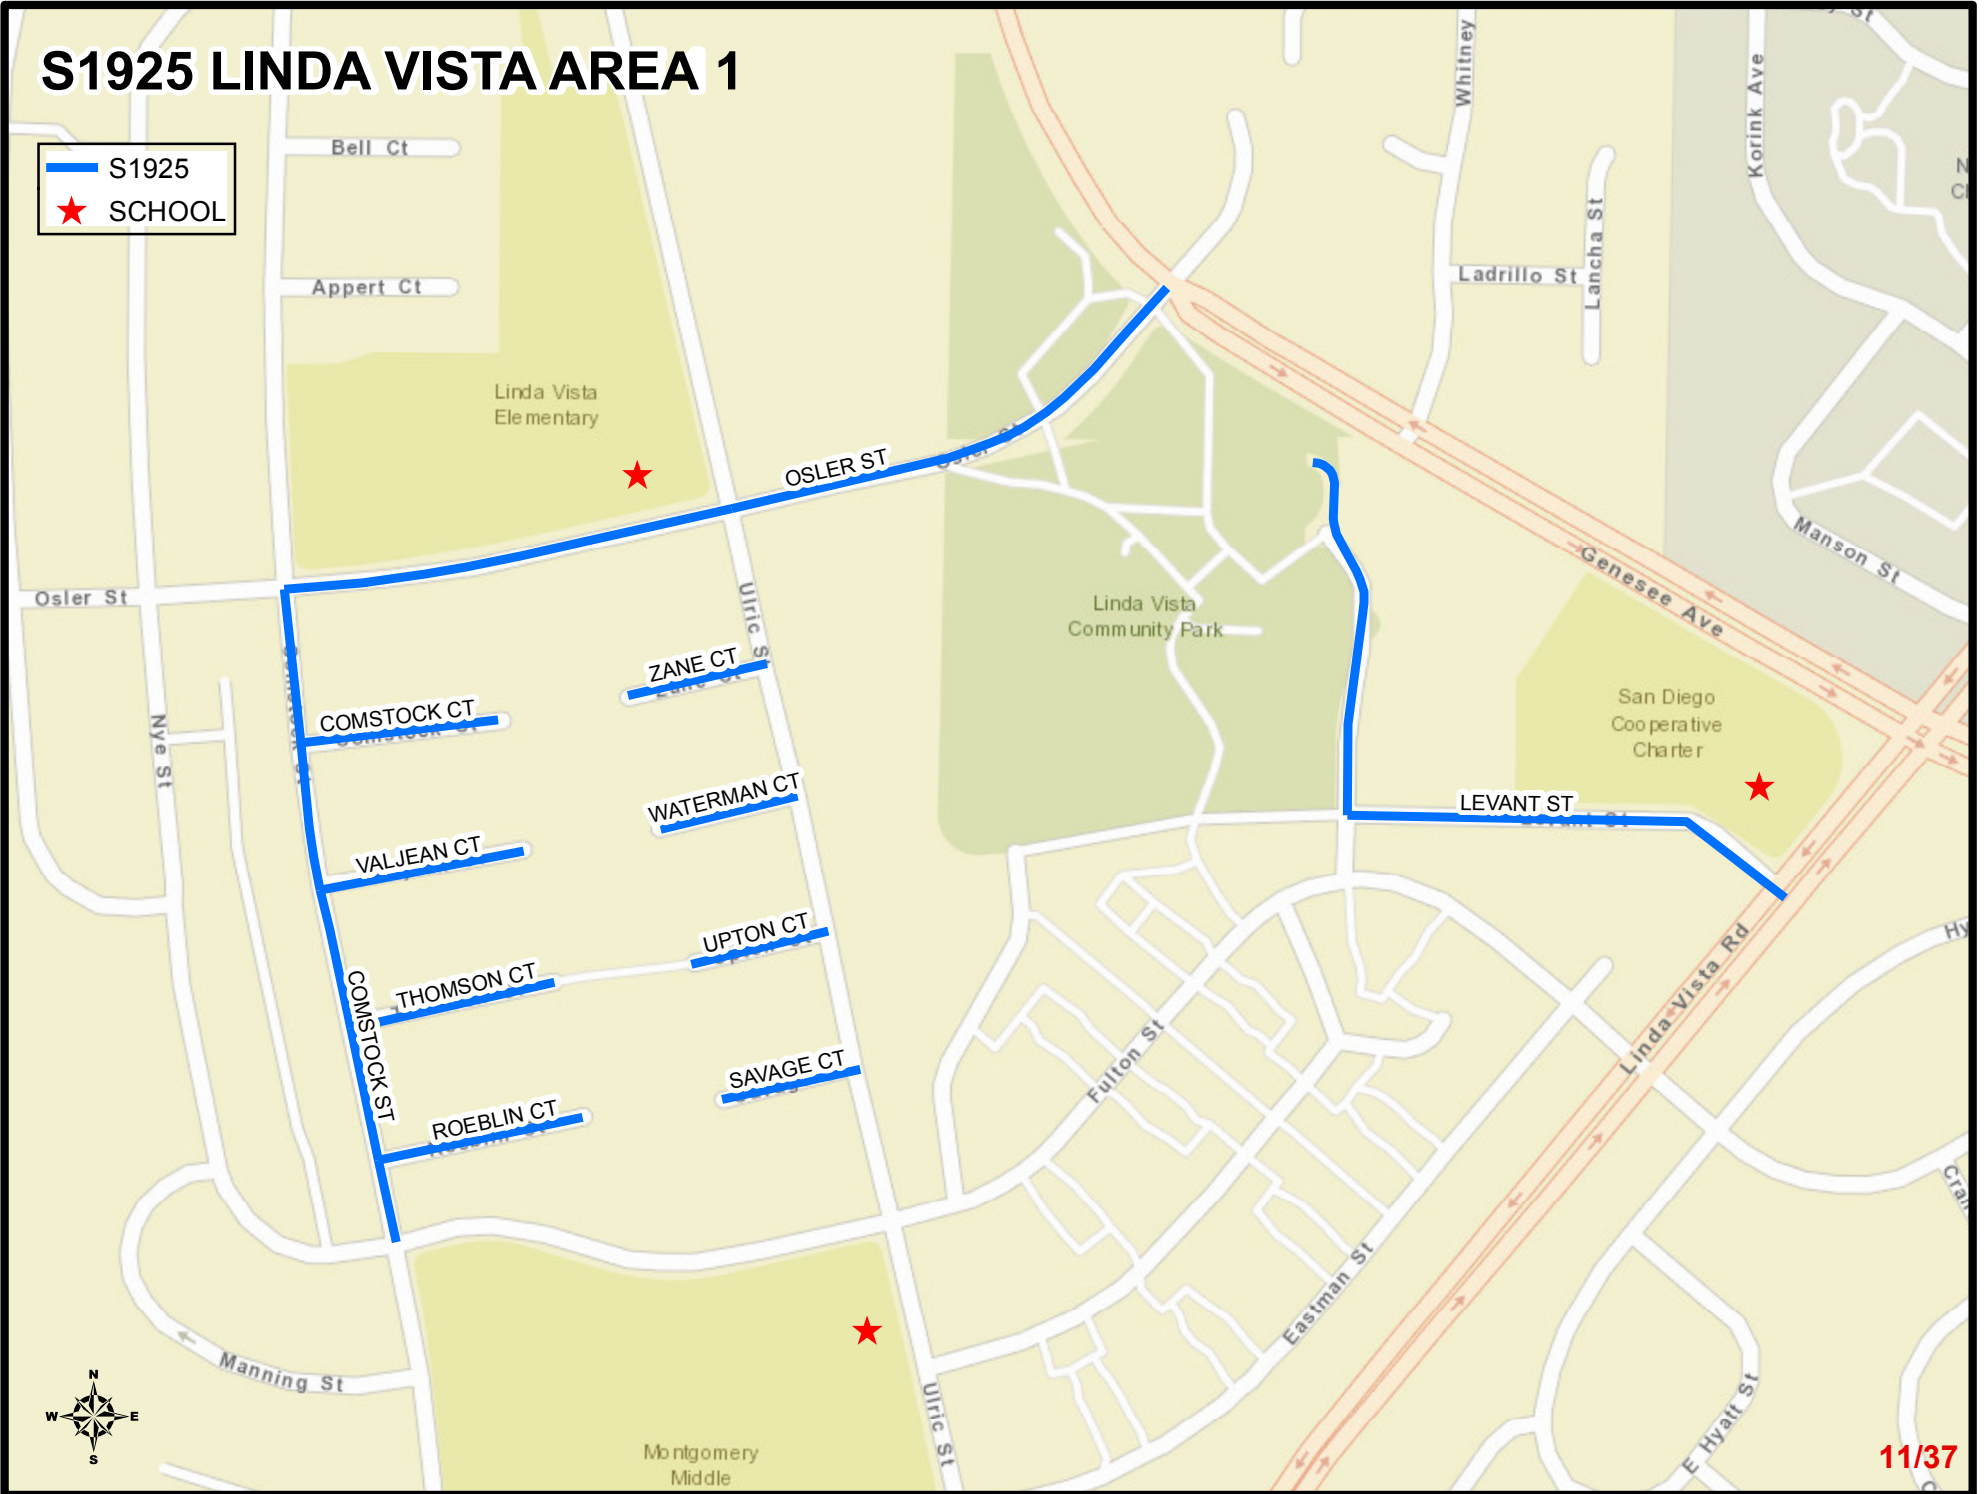 S1925 LINDA VISTA AREA 1
S1925
SCHOOL
Bell Ct
Appert Ct
Whitney
Korink Ave
Lancha St
Ladrillo St
Linda Vista
Elementary
OSLER ST
Osler St
Genesee Ave
Manson St
Osler St
Ulric St
Linda Vista
Community Park
ZANE CT
COMSTOCK CT
Comstock St
Nye St
San Diego
Cooperative
Charter
WATERMAN CT
LEVANT ST
Levant St
VALJEAN CT
UPTON CT
THOMSON CT
COMSTOCK ST
Linda Vista Rd
SAVAGE CT
Fulton St
ROEBLIN CT
Eastman St
Manning St
Ulric St
E Hyatt St
Montgomery
Middle
N
W
E
S
11/37